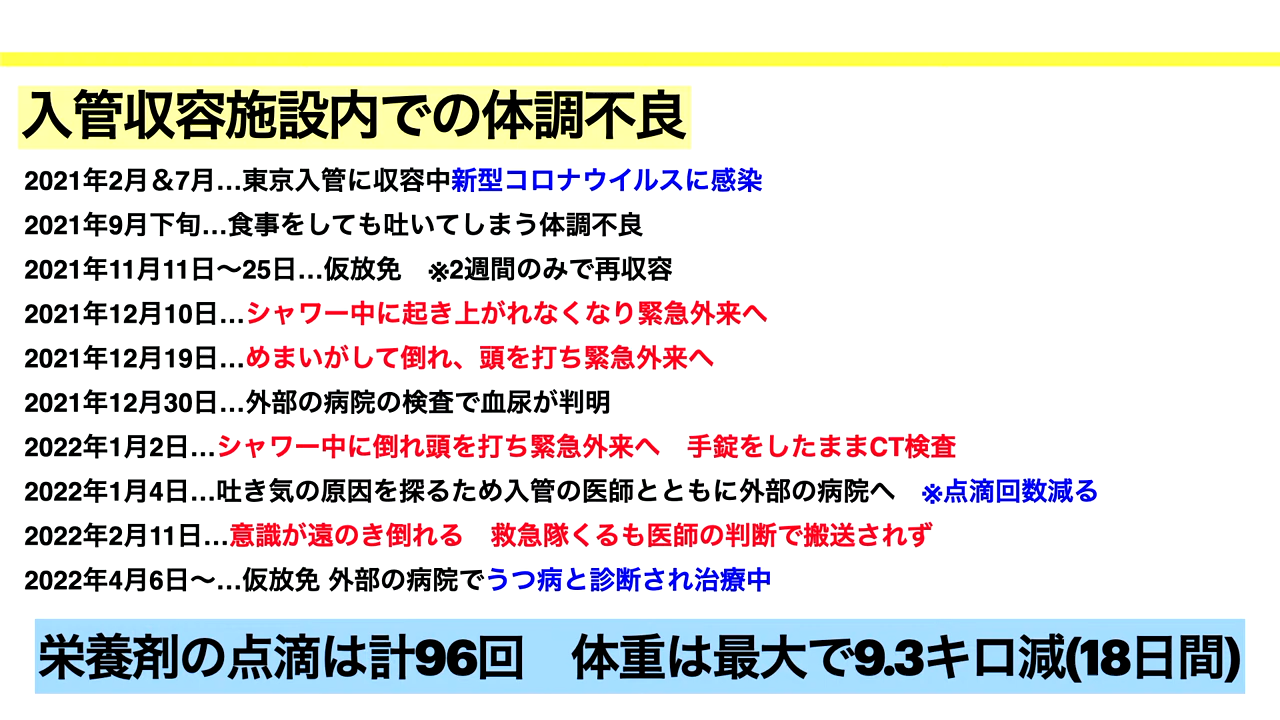 入管収容施設内での体調不良
2021年2月＆7月…東京入管に収容中新型コロナウイルスに感染
2021年9月下旬…食事をしても吐いてしまう体調不良
2021年11月11日〜25日…仮放免　※2週間のみで再収容
2021年12月10日…シャワー中に起き上がれなくなり緊急外来へ
2021年12月19日…めまいがして倒れ、頭を打ち緊急外来へ
2021年12月30日…外部の病院の検査で血尿が判明
2022年1月2日…シャワー中に倒れ頭を打ち緊急外来へ　手錠をしたままCT検査
2022年1月4日…吐き気の原因を探るため入管の医師とともに外部の病院へ　※点滴回数減る
2022年2月11日…意識が遠のき倒れる　救急隊くるも医師の判断で搬送されず
2022年4月6日〜…仮放免 外部の病院でうつ病と診断され治療中
栄養剤の点滴は計96回　体重は最大で9.3キロ減(18日間)